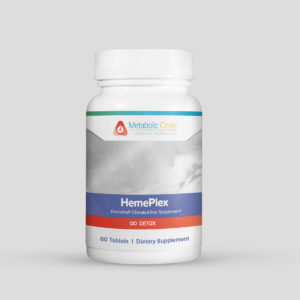 Metabolic Code®
HemePlex
Ferrochel® Chelated Iron Supplement
DETOX
60 Tablets | Dietary Supplement